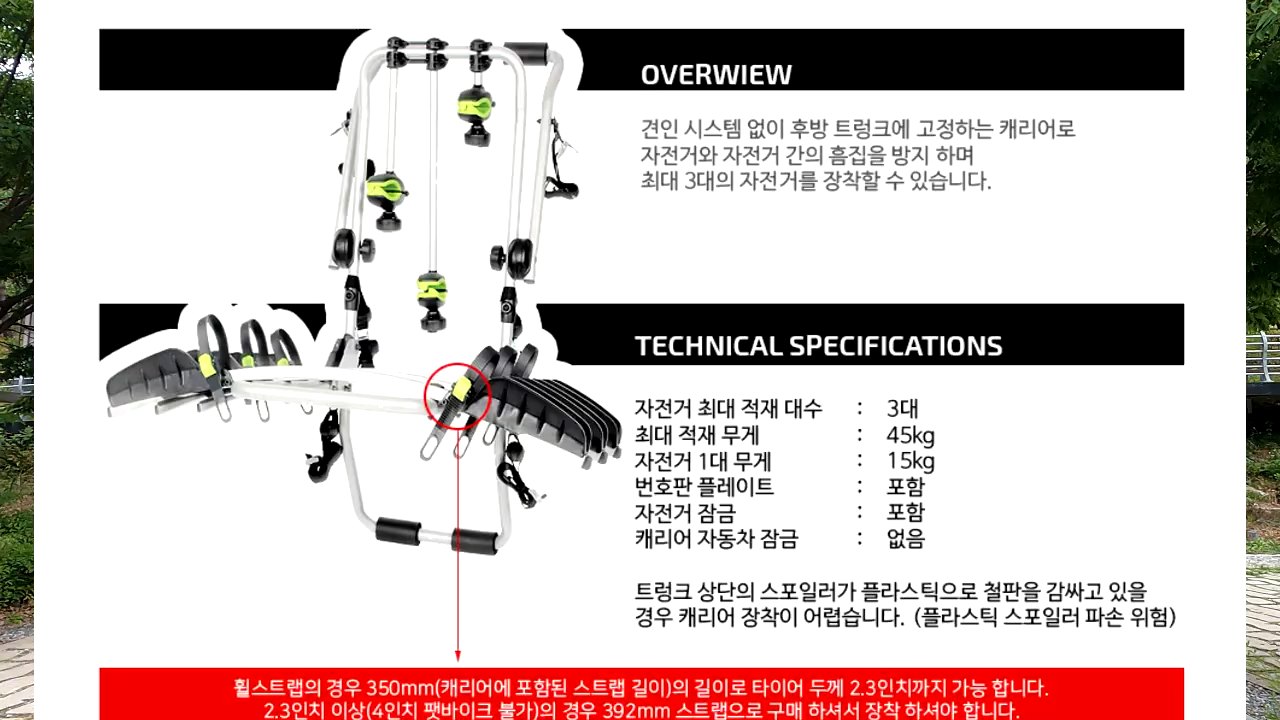 OVERWIEW
견인 시스템 없이 후방 트렁크에 고정하는 캐리어로
자전거와 자전거 간의 흠집을 방지 하며
최대 3대의 자전거를 장착할 수 있습니다.
TECHNICAL SPECIFICATIONS
자전거 최대 적재 대수 : 3대
최대 적재 무게 : 45kg
자전거 1대 무게 : 15kg
번호판 플레이트 : 포함
자전거 잠금 : 포함
캐리어 자동차 잠금 : 없음
트렁크 상단의 스포일러가 플라스틱으로 철판을 감싸고 있을
경우 캐리어 장착이 어렵습니다. (플라스틱 스포일러 파손 위험)
휠스트랩의 경우 350mm(캐리어에 포함된 스트랩 길이)의 길이로 타이어 두께 2.3인치까지 가능 합니다.
2.3인치 이상(4인치 팻바이크 불가)의 경우 392mm 스트랩으로 구매 하셔서 장착 하셔야 합니다.